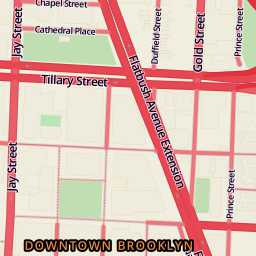 Chapel Street
Cathedral Place
Jay Street
Duffield Street
Gold Street
Prince Street
Tillary Street
Flatbush Avenue Extension
Jay Street
Prince Street
DOWNTOWN BROOKLYN